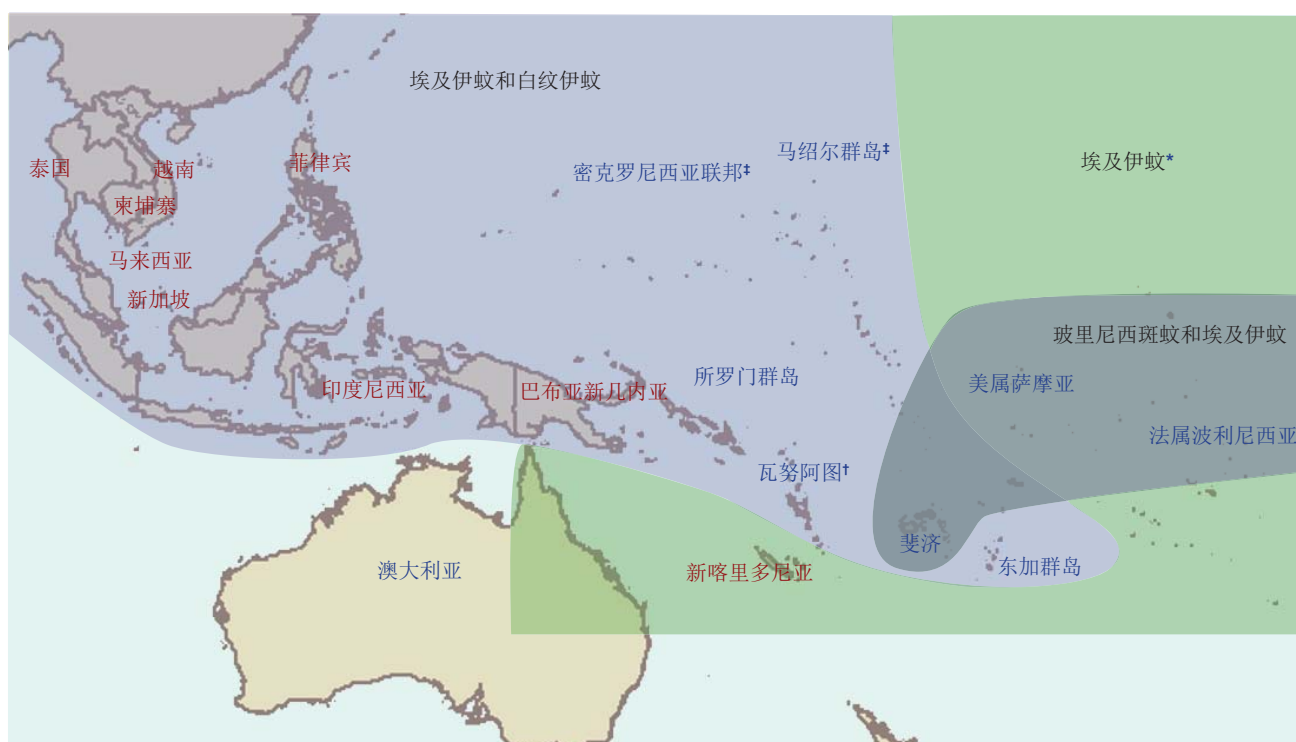 埃及伊蚊和白纹伊蚊
马绍尔群岛‡
埃及伊蚊*
泰国
越南
菲律宾
密克罗尼西亚联邦‡
柬埔寨
马来西亚
新加坡
玻里尼西斑蚊和埃及伊蚊
印度尼西亚
巴布亚新几内亚
所罗门群岛
美属萨摩亚
法属波利尼西亚
瓦努阿图†
斐济
澳大利亚
新喀里多尼亚
东加群岛